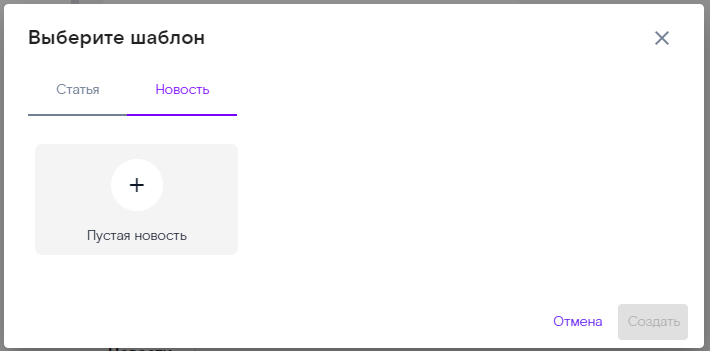 Выберите шаблон
Статья Новость
Пустая новость
Отмена Создать